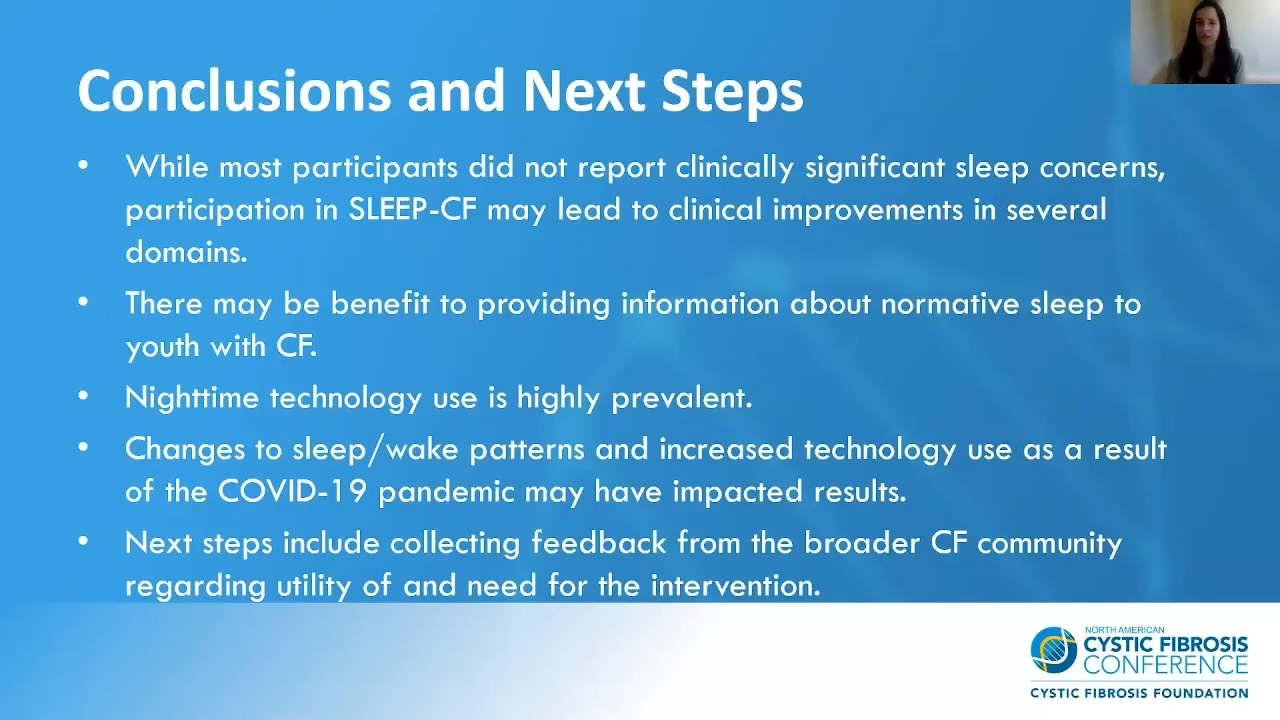 Conclusions and Next Steps
• While most participants did not report clinically significant sleep concerns,
participation in SLEEP-CF may lead to clinical improvements in several
domains.
• There may be benefit to providing information about normative sleep to
youth with CF.
• Nighttime technology use is highly prevalent.
• Changes to sleep/wake patterns and increased technology use as a result
of the COVID-19 pandemic may have impacted results.
• Next steps include collecting feedback from the broader CF community
regarding utility of and need for the intervention.
NORTH AMERICAN
CYSTIC FIBROSIS
CONFERENCE
CYSTIC FIBROSIS FOUNDATION